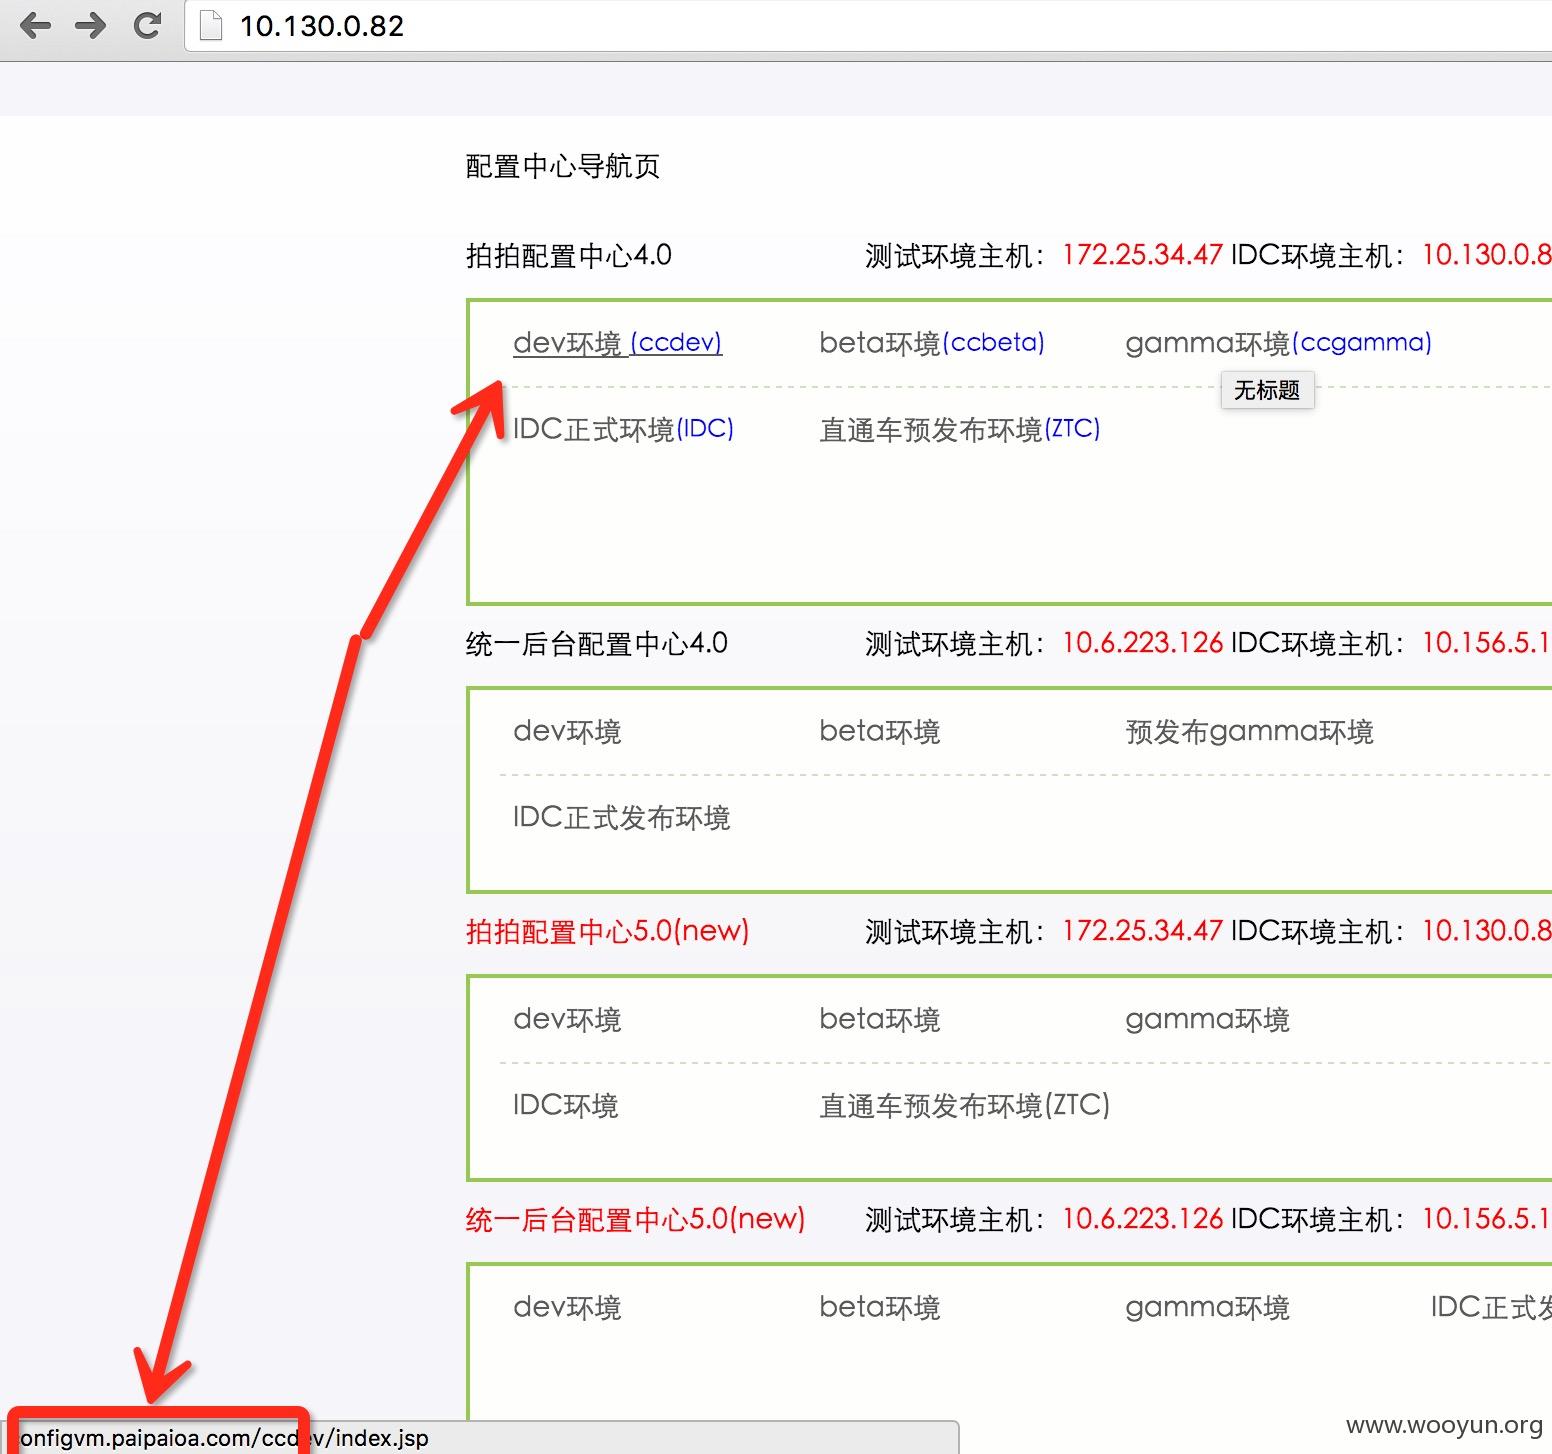 10.130.0.82
配置中心导航页
拍拍配置中心4.0 测试环境主机：172.25.34.47 IDC环境主机：10.130.0.8
dev环境 (ccdev) beta环境(ccbeta) gamma环境(ccgamma)
无标题
IDC正式环境(IDC) 直通车预发布环境(ZTC)
统一后台配置中心4.0 测试环境主机：10.6.223.126 IDC环境主机：10.156.5.1
dev环境 beta环境 预发布gamma环境
IDC正式发布环境
拍拍配置中心5.0(new) 测试环境主机：172.25.34.47 IDC环境主机：10.130.0.8
dev环境 beta环境 gamma环境
IDC环境 直通车预发布环境(ZTC)
统一后台配置中心5.0(new) 测试环境主机：10.6.223.126 IDC环境主机：10.156.5.1
dev环境 beta环境 gamma环境 IDC正式发
onfigvm.paipaioa.com/ccdev/index.jsp
www.wooyun.org